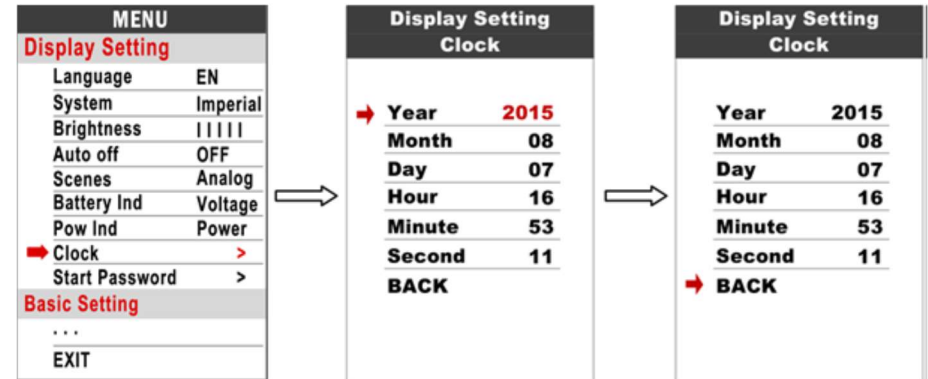 MENU
Display Setting
Language EN
System Imperial
Brightness | | | | |
Auto off OFF
Scenes Analog
Battery Ind Voltage
Pow Ind Power
Clock >
Start Password >
Basic Setting
...
EXIT
Display Setting
Clock
Year 2015
Month 08
Day 07
Hour 16
Minute 53
Second 11
BACK
Display Setting
Clock
Year 2015
Month 08
Day 07
Hour 16
Minute 53
Second 11
BACK